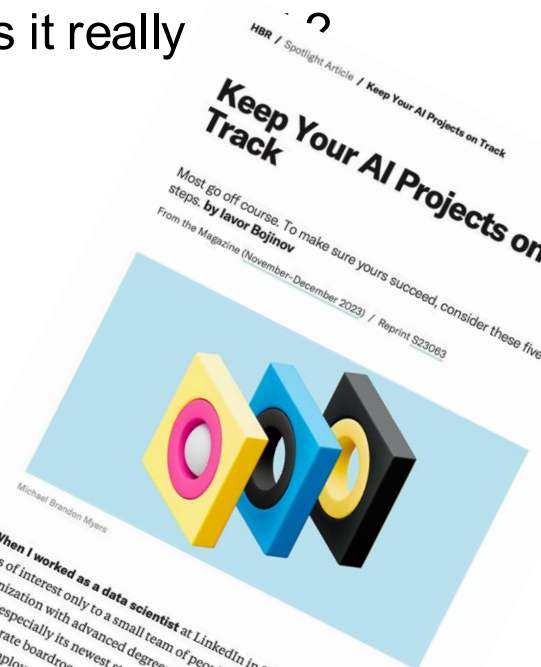 s it really ?
HBR / Spotlight Article / Keep Your AI Projects on Track
Keep Your AI Projects on
Track
Most go off course. To make sure yours succeed, consider these five
steps. by Iavor Bojinov
From the Magazine (November–December 2023) / Reprint S23063
Michael Brandon Myers
When I worked as a data scientist at LinkedIn in
s of interest only to a small team of
nization with advanced
especially its newest
rate